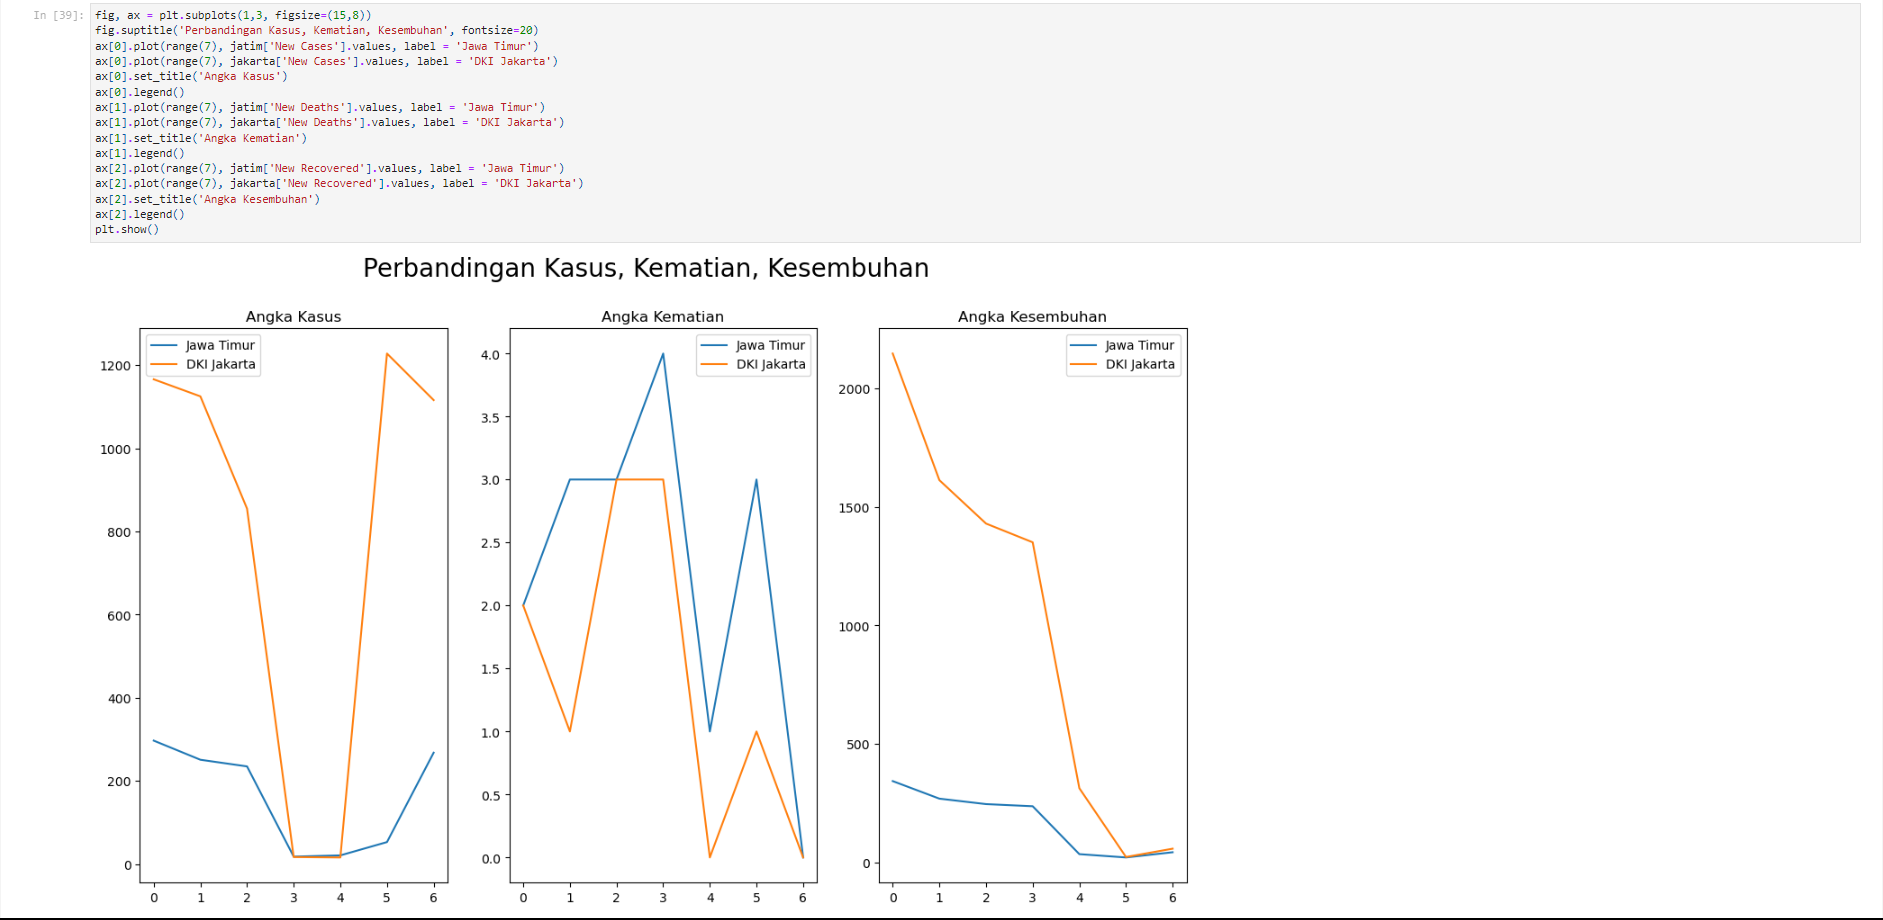 In [39]:
fig, ax = plt.subplots(1,3, figsize=(15,8))
fig.suptitle('Perbandingan Kasus, Kematian, Kesembuhan', fontsize=20)
ax[0].plot(range(7), jatim['New Cases'].values, label = 'Jawa Timur')
ax[0].plot(range(7), jakarta['New Cases'].values, label = 'DKI Jakarta')
ax[0].set_title('Angka Kasus')
ax[0].legend()
ax[1].plot(range(7), jatim['New Deaths'].values, label = 'Jawa Timur')
ax[1].plot(range(7), jakarta['New Deaths'].values, label = 'DKI Jakarta')
ax[1].set_title('Angka Kematian')
ax[1].legend()
ax[2].plot(range(7), jatim['New Recovered'].values, label = 'Jawa Timur')
ax[2].plot(range(7), jakarta['New Recovered'].values, label = 'DKI Jakarta')
ax[2].set_title('Angka Kesembuhan')
ax[2].legend()
plt.show()
Perbandingan Kasus, Kematian, Kesembuhan
Angka Kasus
Jawa Timur
DKI Jakarta
1200
1000
800
600
400
200
0
0 1 2 3 4 5 6
Angka Kematian
Jawa Timur
DKI Jakarta
4.0
3.5
3.0
2.5
2.0
1.5
1.0
0.5
0.0
0 1 2 3 4 5 6
Angka Kesembuhan
Jawa Timur
DKI Jakarta
2000
1500
1000
500
0
0 1 2 3 4 5 6